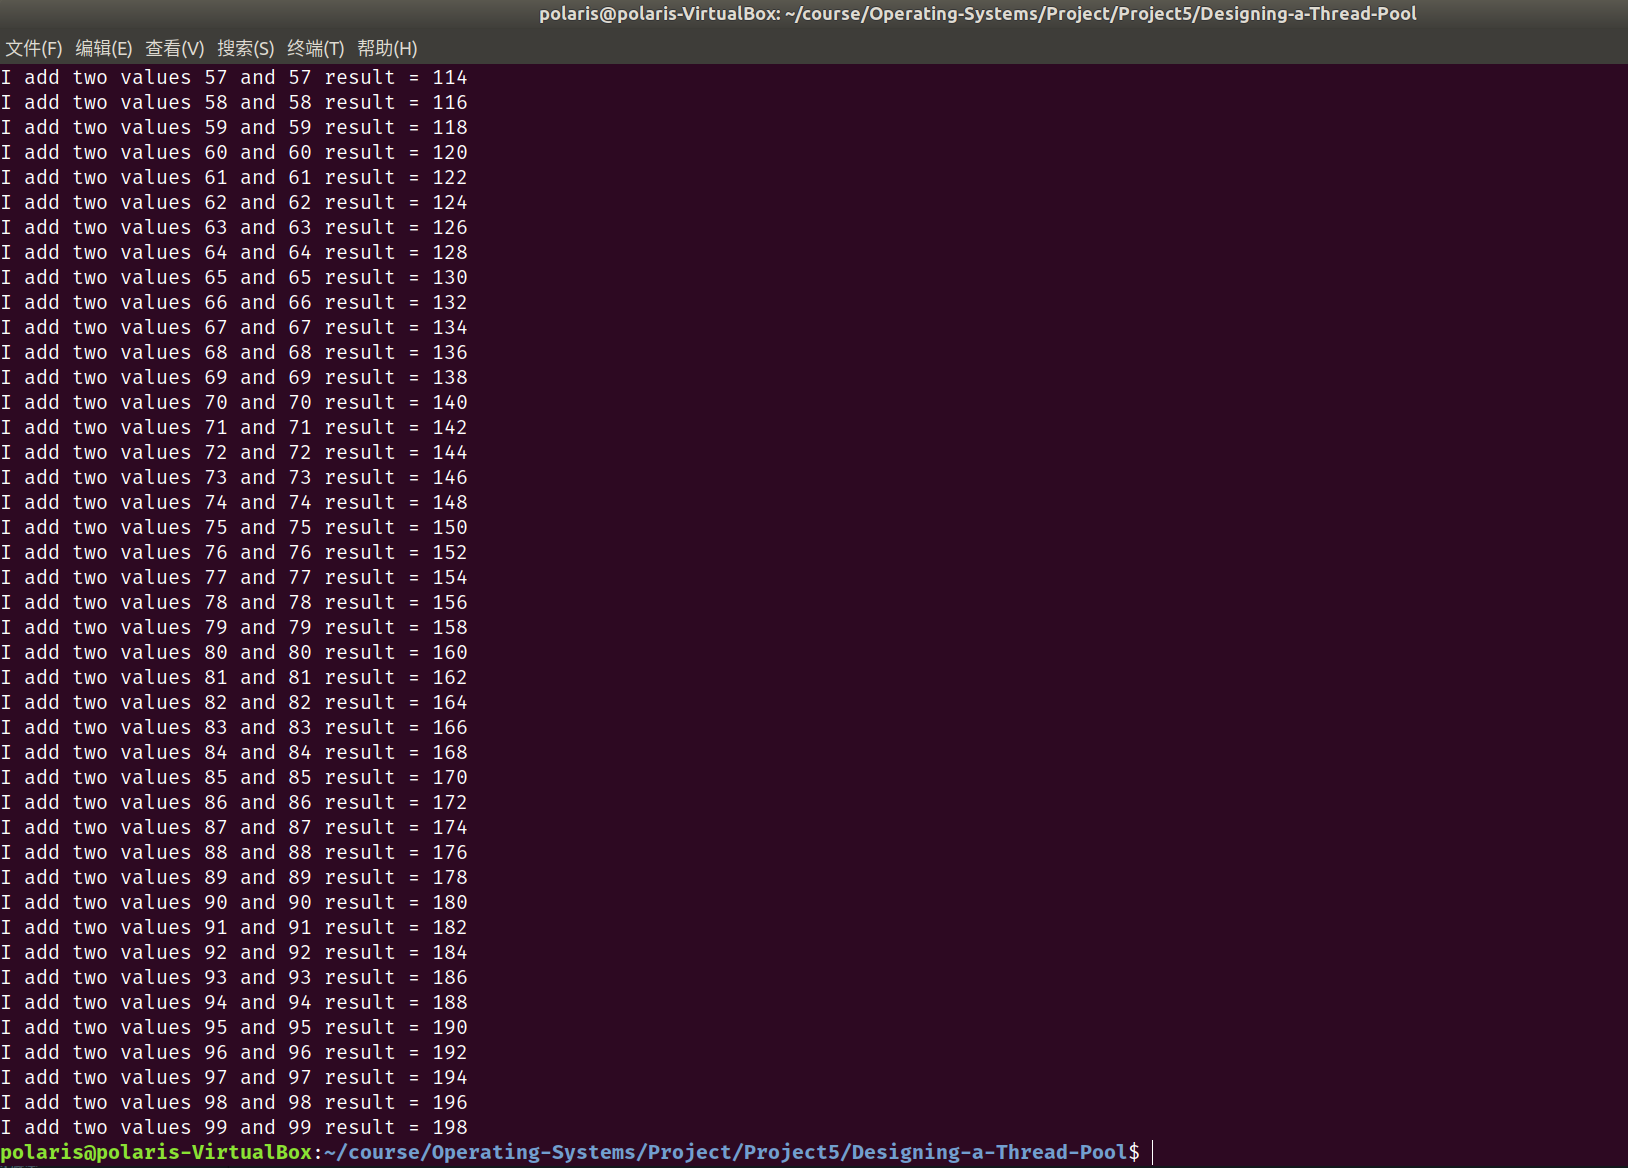 polaris@polaris-VirtualBox: ~/course/Operating-Systems/Project/Project5/Designing-a-Thread-Pool
文件(F) 编辑(E) 查看(V) 搜索(S) 终端(T) 帮助(H)
I add two values 57 and 57 result = 114
I add two values 58 and 58 result = 116
I add two values 59 and 59 result = 118
I add two values 60 and 60 result = 120
I add two values 61 and 61 result = 122
I add two values 62 and 62 result = 124
I add two values 63 and 63 result = 126
I add two values 64 and 64 result = 128
I add two values 65 and 65 result = 130
I add two values 66 and 66 result = 132
I add two values 67 and 67 result = 134
I add two values 68 and 68 result = 136
I add two values 69 and 69 result = 138
I add two values 70 and 70 result = 140
I add two values 71 and 71 result = 142
I add two values 72 and 72 result = 144
I add two values 73 and 73 result = 146
I add two values 74 and 74 result = 148
I add two values 75 and 75 result = 150
I add two values 76 and 76 result = 152
I add two values 77 and 77 result = 154
I add two values 78 and 78 result = 156
I add two values 79 and 79 result = 158
I add two values 80 and 80 result = 160
I add two values 81 and 81 result = 162
I add two values 82 and 82 result = 164
I add two values 83 and 83 result = 166
I add two values 84 and 84 result = 168
I add two values 85 and 85 result = 170
I add two values 86 and 86 result = 172
I add two values 87 and 87 result = 174
I add two values 88 and 88 result = 176
I add two values 89 and 89 result = 178
I add two values 90 and 90 result = 180
I add two values 91 and 91 result = 182
I add two values 92 and 92 result = 184
I add two values 93 and 93 result = 186
I add two values 94 and 94 result = 188
I add two values 95 and 95 result = 190
I add two values 96 and 96 result = 192
I add two values 97 and 97 result = 194
I add two values 98 and 98 result = 196
I add two values 99 and 99 result = 198
polaris@polaris-VirtualBox:~/course/Operating-Systems/Project/Project5/Designing-a-Thread-Pool$